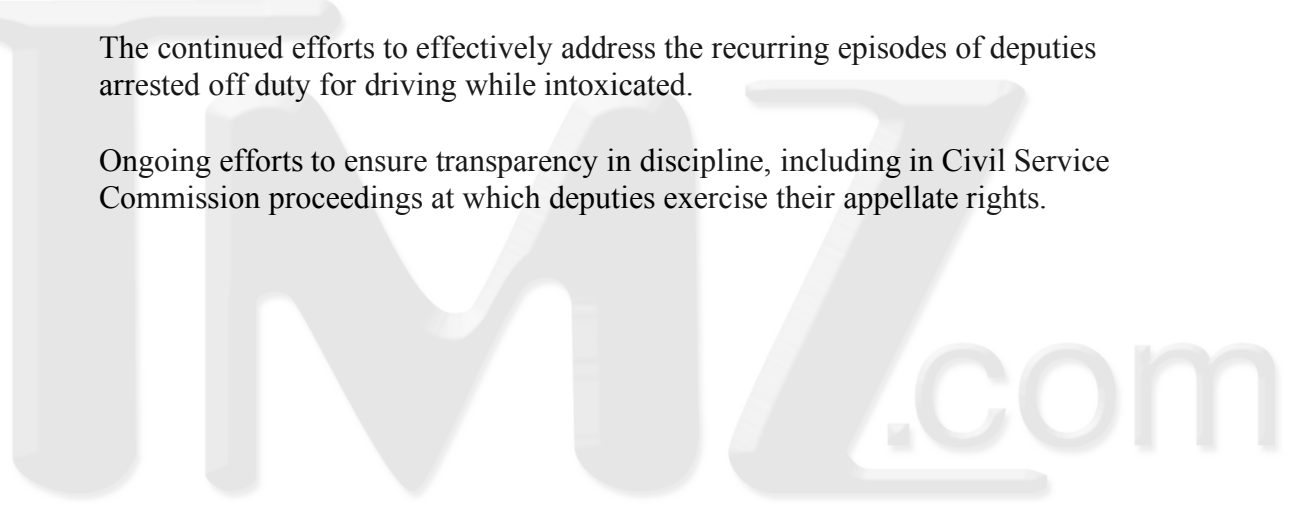 The continued efforts to effectively address the recurring episodes of deputies
arrested off duty for driving while intoxicated.
Ongoing efforts to ensure transparency in discipline, including in Civil Service
Commission proceedings at which deputies exercise their appellate rights.
TMZ.com